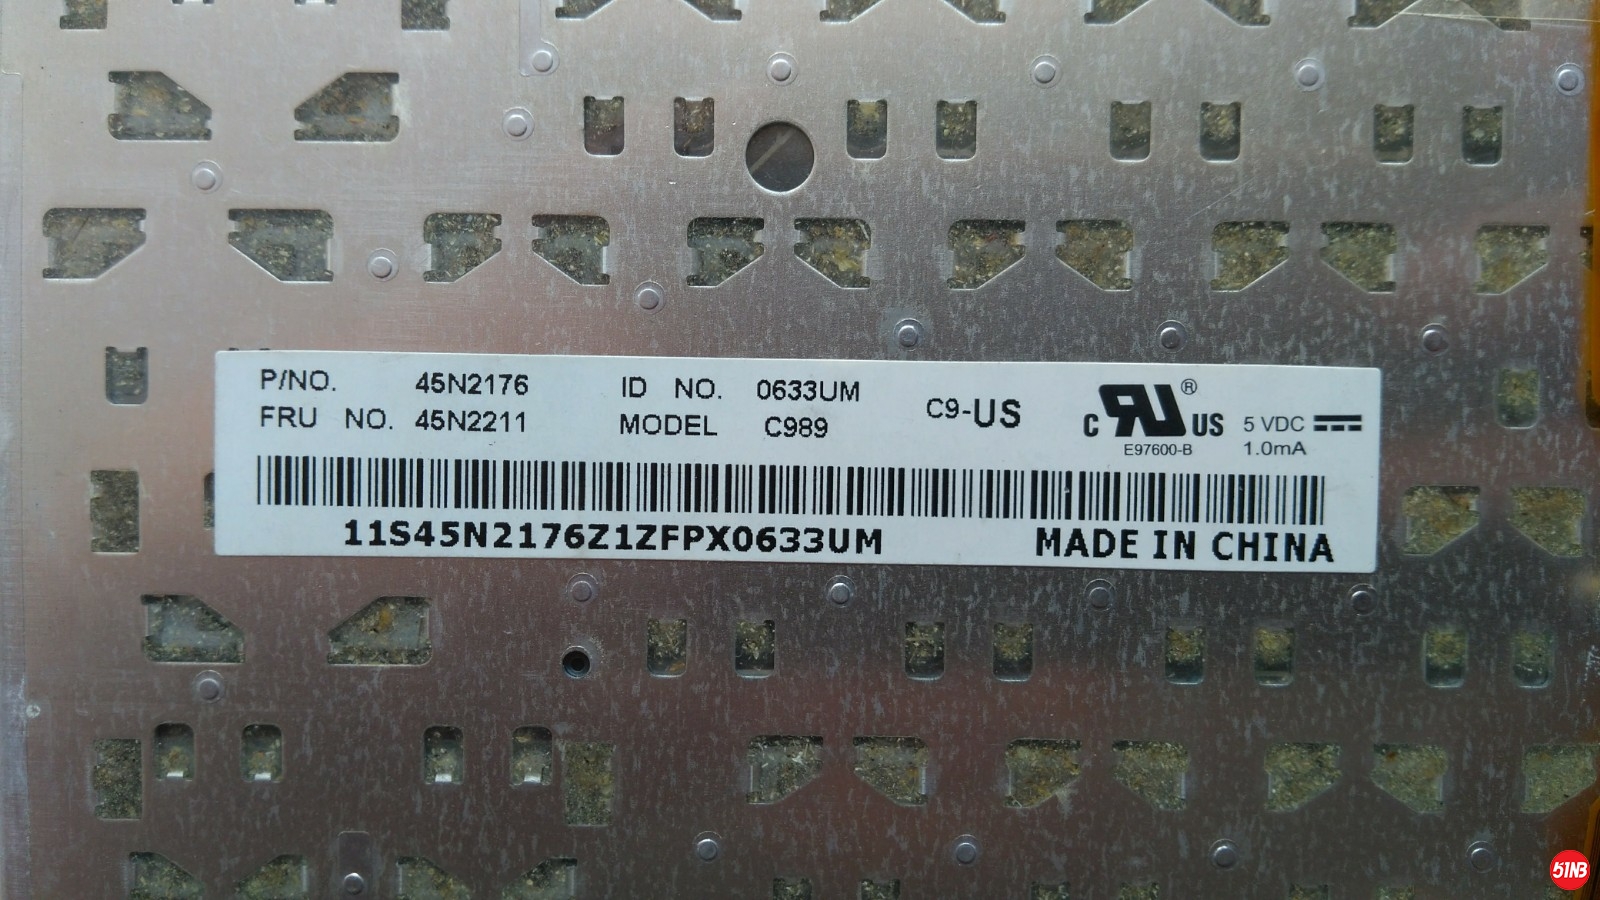 P/NO. 45N2176 ID NO. 0633UM
FRU NO. 45N2211 MODEL C989
C9-US
C RU ® US
E97600-B
5 VDC
1.0mA
11S45N2176Z1ZFPX0633UM MADE IN CHINA
51NB